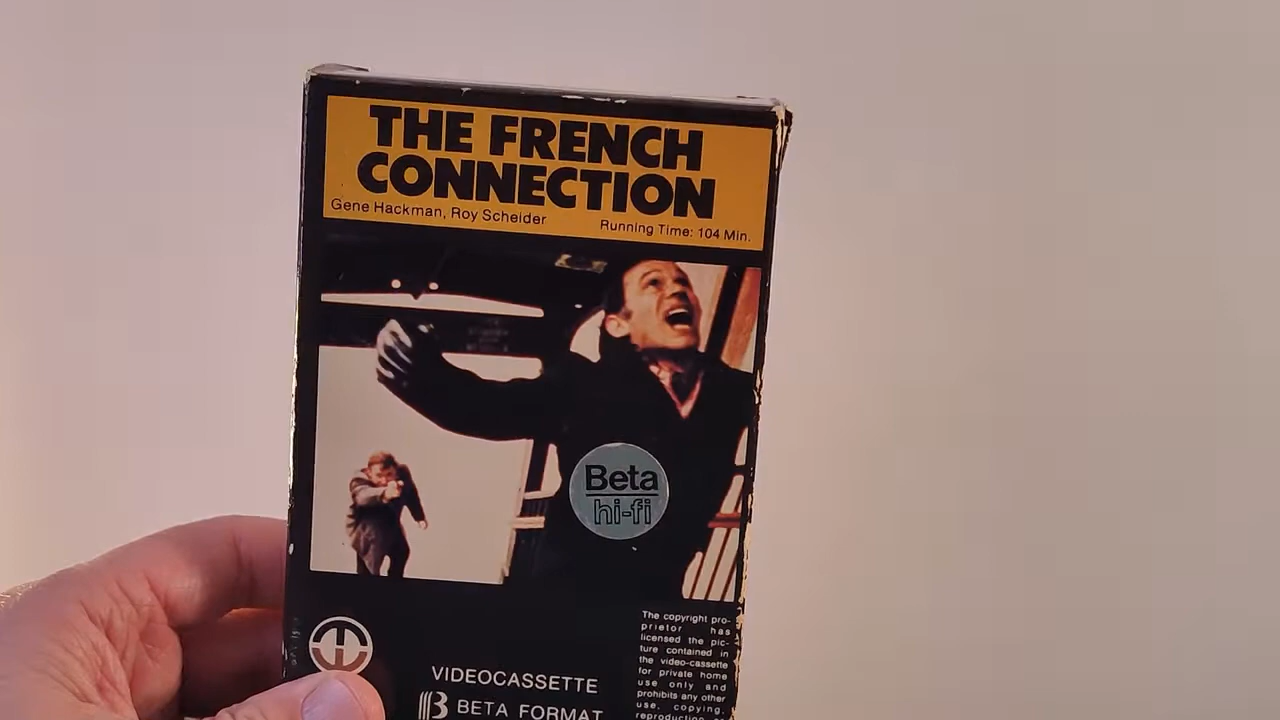 THE FRENCH
CONNECTION
Gene Hackman, Roy Scheider
Running Time: 104 Min.
Beta
hi-fi
VIDEOCASSETTE
BETA FORMAT
The copyright pro-
prietor has
licensed the pic-
ture contained in
the video-cassette
for private home
use only and
prohibits any other
use, copying,
reproduction